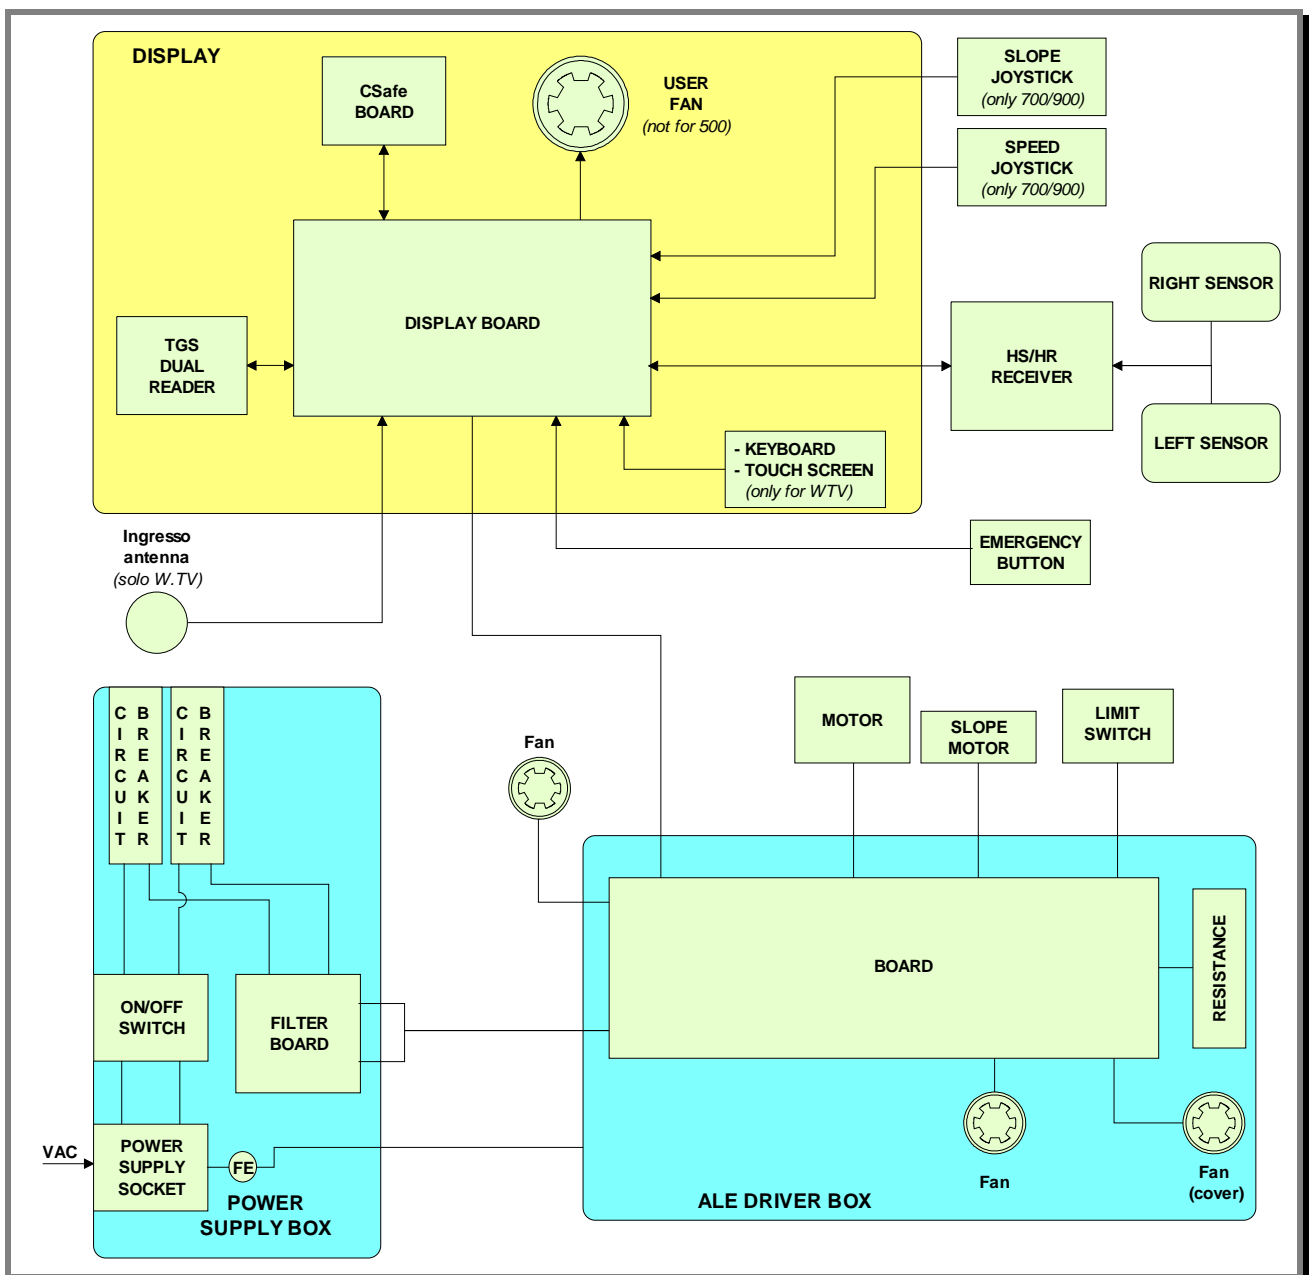 DISPLAY
CSafe
BOARD
USER
FAN
(not for 500)
SLOPE
JOYSTICK
(only 700/900)
SPEED
JOYSTICK
(only 700/900)
RIGHT SENSOR
DISPLAY BOARD
TGS
DUAL
READER
HS/HR
RECEIVER
LEFT SENSOR
- KEYBOARD
- TOUCH SCREEN
(only for WTV)
Ingresso
antenna
(solo W.TV)
EMERGENCY
BUTTON
CIRCUIT
BREAKER
CIRCUIT
BREAKER
MOTOR
SLOPE
MOTOR
LIMIT
SWITCH
Fan
BOARD
RESISTANCE
ON/OFF
SWITCH
FILTER
BOARD
VAC
POWER
SUPPLY
SOCKET
FE
POWER
SUPPLY BOX
Fan
Fan
(cover)
ALE DRIVER BOX